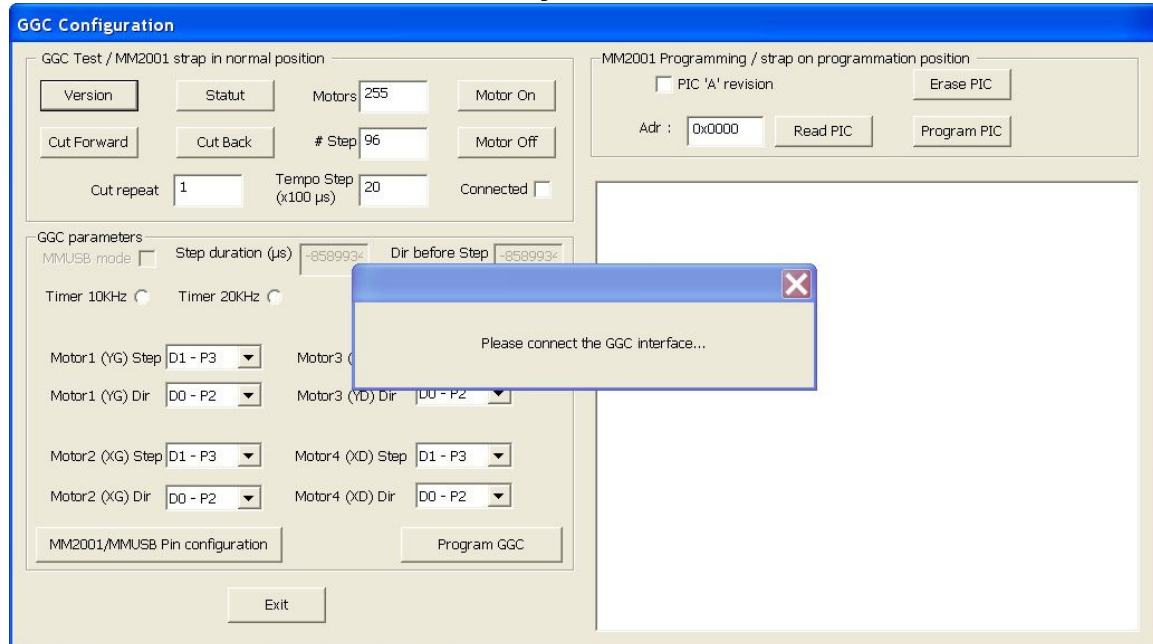 GGC Configuration
GGC Test / MM2001 strap in normal position
Version Statut Motors 255 Motor On
Cut Forward Cut Back # Step 96 Motor Off
Cut repeat 1 Tempo Step (x100 µs) 20 Connected
MM2001 Programming / strap on programmation position
PIC 'A' revision Erase PIC
Adr : 0x0000 Read PIC Program PIC
GGC parameters
MMUSB mode Step duration (µs) -8589934 Dir before Step -8589934
Timer 10KHz Timer 20KHz
Please connect the GGC interface...
Motor1 (YG) Step D1 - P3 Motor3 (
Motor1 (YG) Dir D0 - P2 Motor3 (YD) Dir D0 - P2
Motor2 (XG) Step D1 - P3 Motor4 (XD) Step D1 - P3
Motor2 (XG) Dir D0 - P2 Motor4 (XD) Dir D0 - P2
MM2001/MMUSB Pin configuration Program GGC
Exit